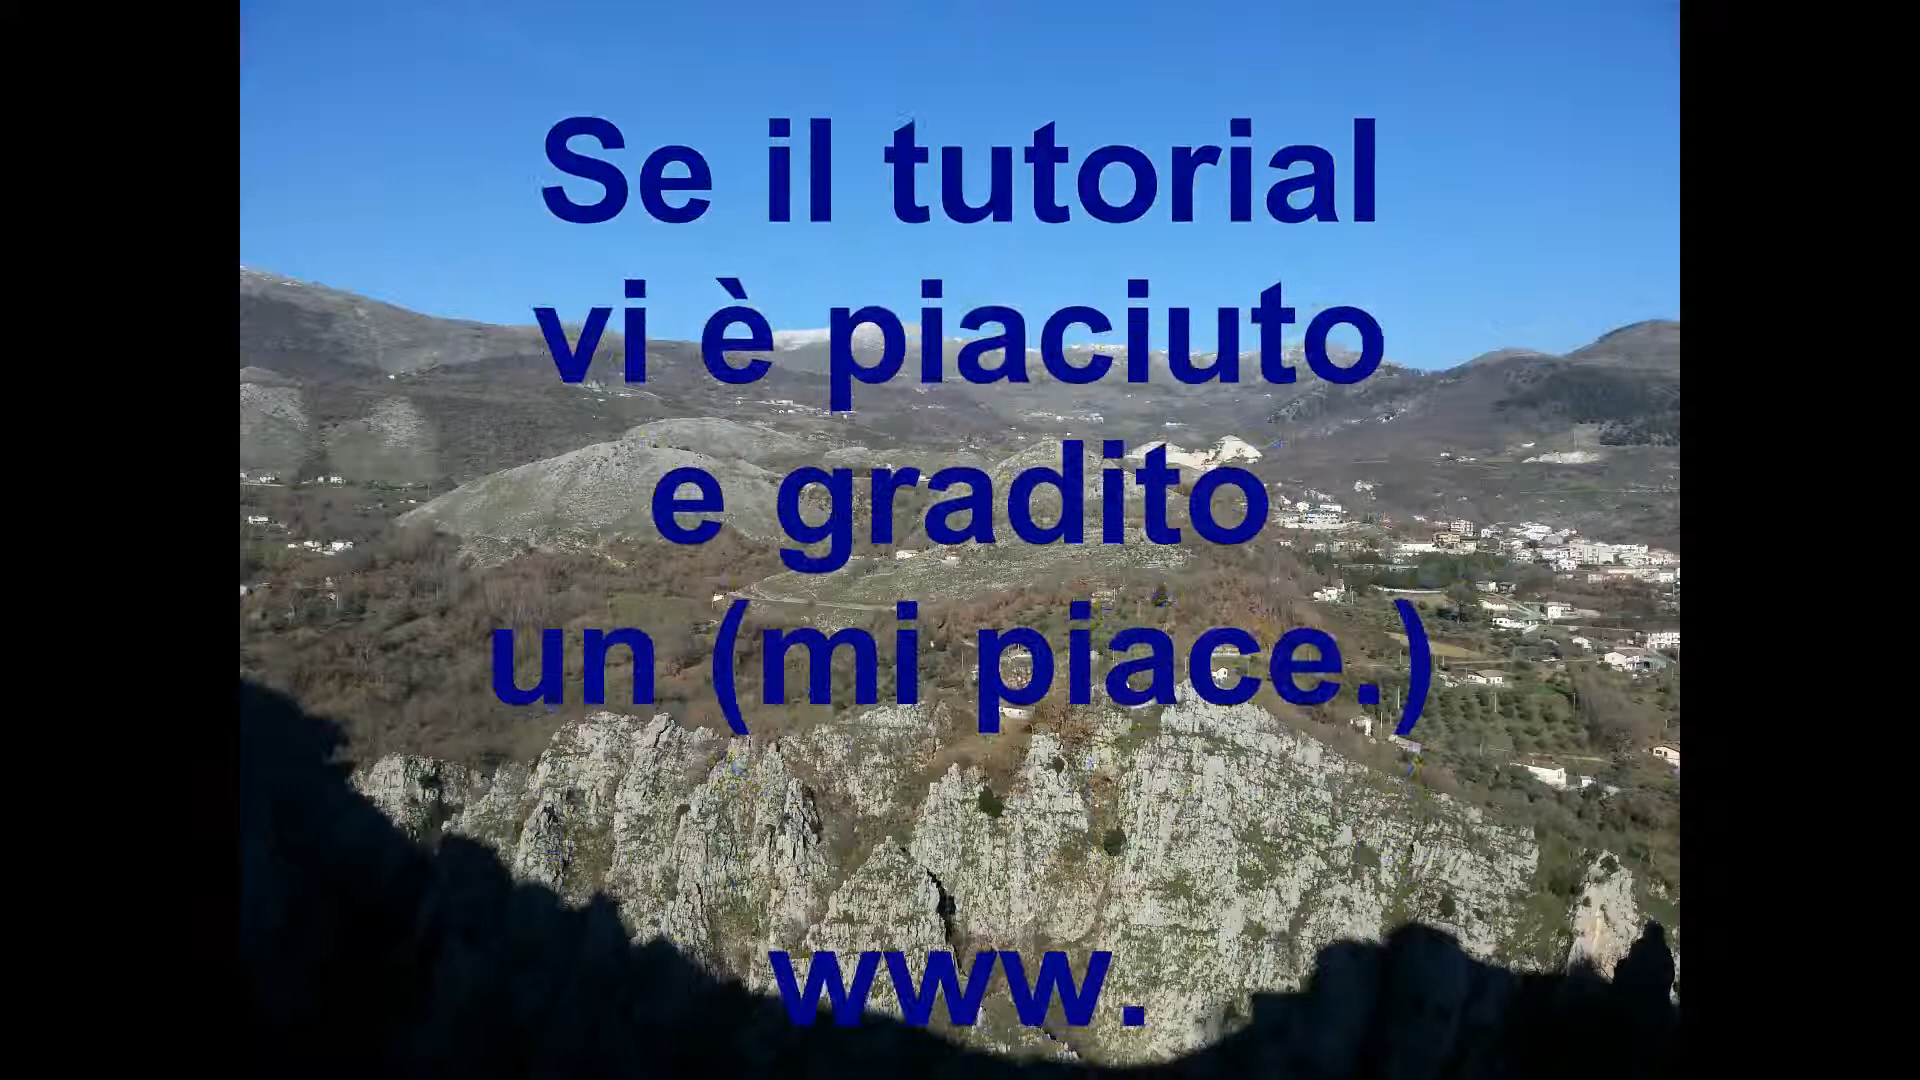 Se il tutorial
vi è piaciuto
e gradito
un (mi piace.)
www.